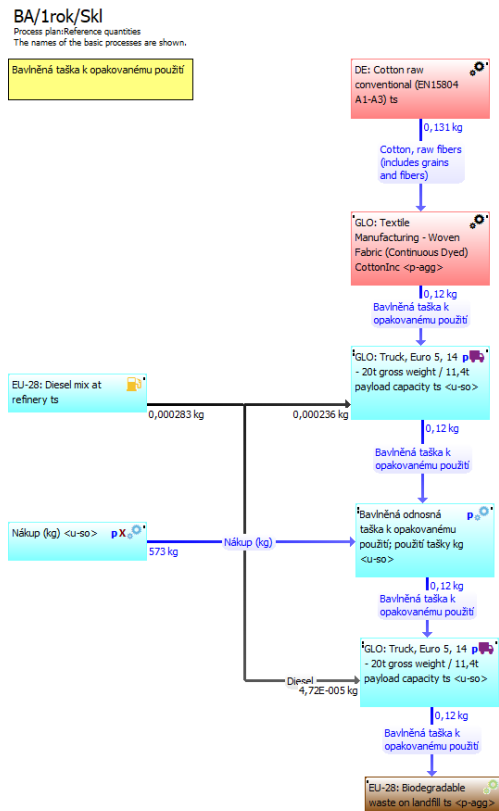 BA/1rok/Skl
Process plan:Reference quantities
The names of the basic processes are shown.
Bavlněná taška k opakovanému použití
DE: Cotton raw
conventional (EN15804
A1-A3) ts
0,131 kg
Cotton, raw fibers
(includes grains
and fibers)
GLO: Textile
Manufacturing - Woven
Fabric (Continuous Dyed)
CottonInc <p-agg>
0,12 kg
Bavlněná taška k
opakovanému použití
GLO: Truck, Euro 5, 14 p
- 20t gross weight / 11,4t
payload capacity ts <u-so>
EU-28: Diesel mix at
refinery ts
0,000283 kg
0,000236 kg
0,12 kg
Bavlněná taška k
opakovanému použití
Bavlněná odnosná p
taška k opakovanému
použití; použití tašky kg
<u-so>
Nákup (kg) <u-so> p X
573 kg
Nákup (kg)
0,12 kg
Bavlněná taška k
opakovanému použití
GLO: Truck, Euro 5, 14 p
- 20t gross weight / 11,4t
payload capacity ts <u-so>
Diesel
4,72E-005 kg
0,12 kg
Bavlněná taška k
opakovanému použití
EU-28: Biodegradable
waste on landfill ts <p-agg>